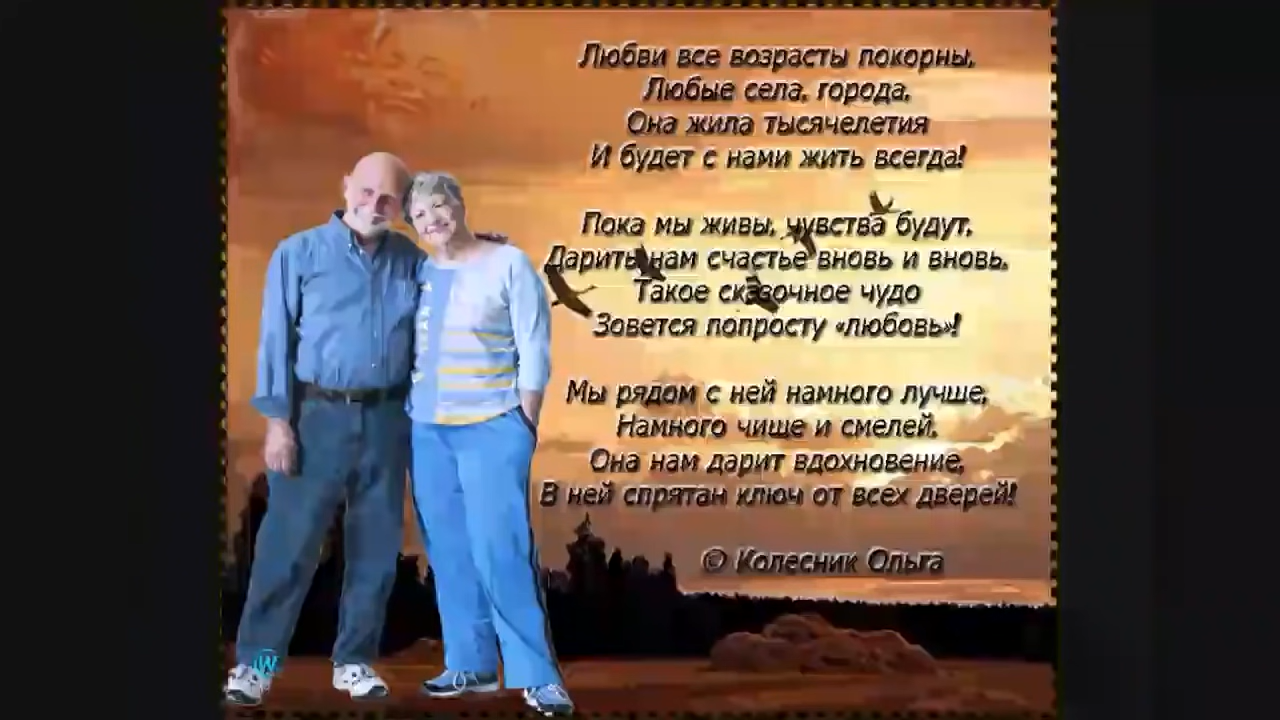 Любви все возрасты покорны,
Любые села, города,
Она жила тысячелетия
И будет с нами жить всегда!
Пока мы живы, чувства будут,
Дарить нам счастье вновь и вновь,
Такое сказочное чудо
Зовется попросту «любовь»!
Мы рядом с ней намного лучше,
Намного чище и смелей,
Она нам дарит вдохновение,
В ней спрятан ключ от всех дверей!
© Колесник Ольга